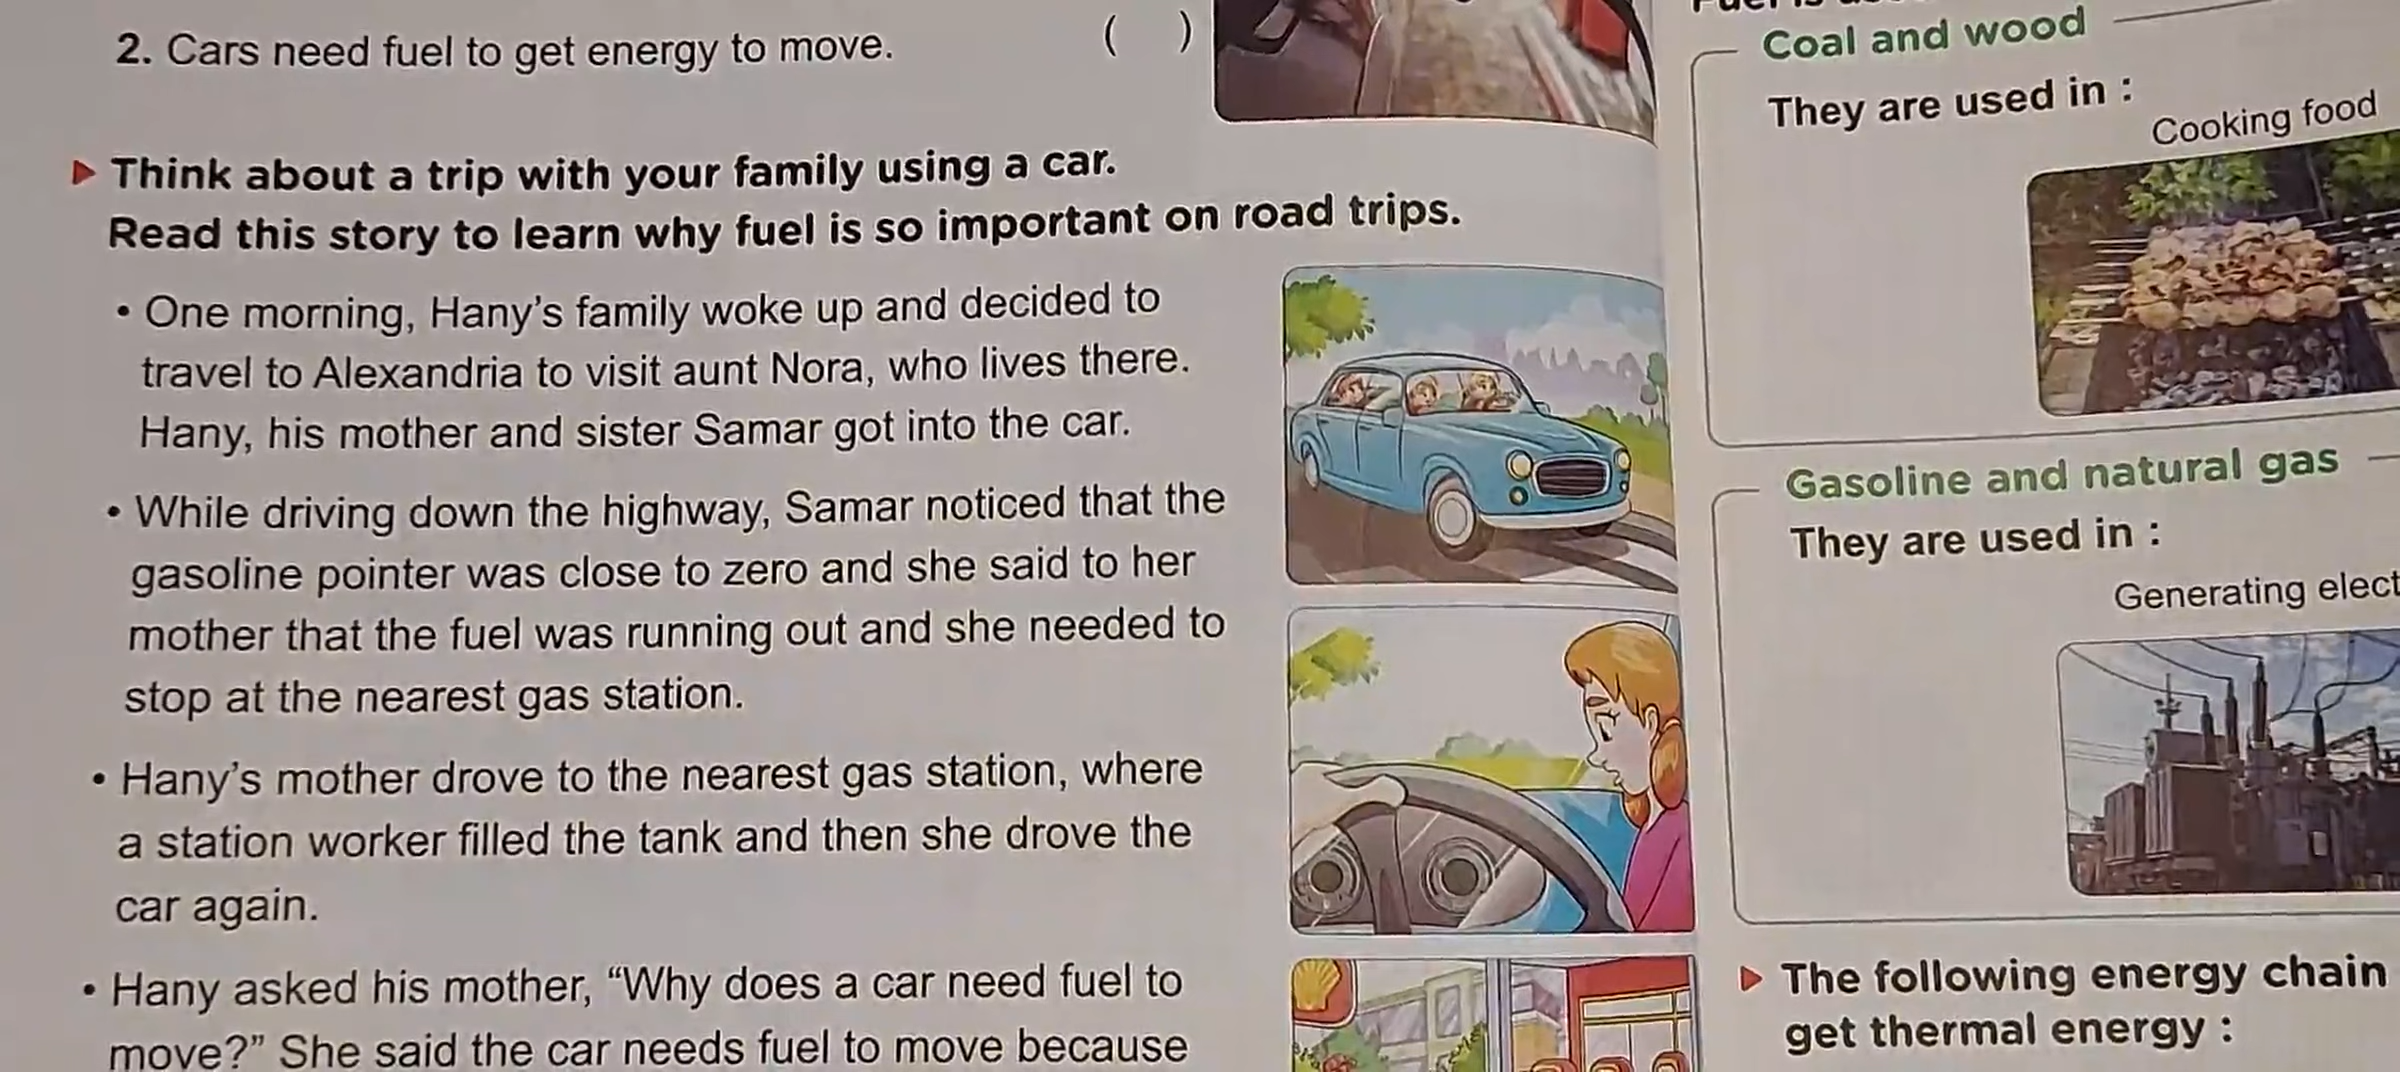 2. Cars need fuel to get energy to move. ( )
Think about a trip with your family using a car.
Read this story to learn why fuel is so important on road trips.
• One morning, Hany's family woke up and decided to
travel to Alexandria to visit aunt Nora, who lives there.
Hany, his mother and sister Samar got into the car.
• While driving down the highway, Samar noticed that the
gasoline pointer was close to zero and she said to her
mother that the fuel was running out and she needed to
stop at the nearest gas station.
• Hany's mother drove to the nearest gas station, where
a station worker filled the tank and then she drove the
car again.
• Hany asked his mother, “Why does a car need fuel to
move?” She said the car needs fuel to move because
Coal and wood
They are used in :
Cooking food
Gasoline and natural gas
They are used in :
Generating elect
The following energy chain
get thermal energy :